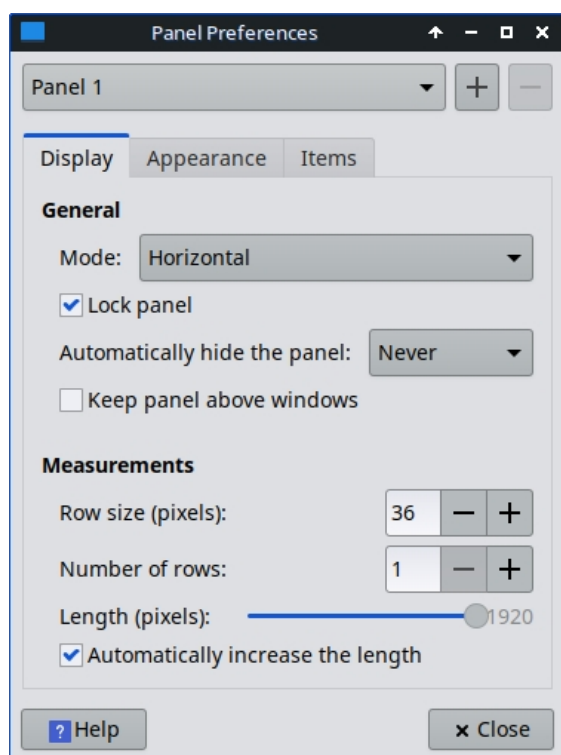 Panel Preferences
Panel 1
Display Appearance Items
General
Mode: Horizontal
Lock panel
Automatically hide the panel: Never
Keep panel above windows
Measurements
Row size (pixels): 36
Number of rows: 1
Length (pixels): 1920
Automatically increase the length
? Help × Close